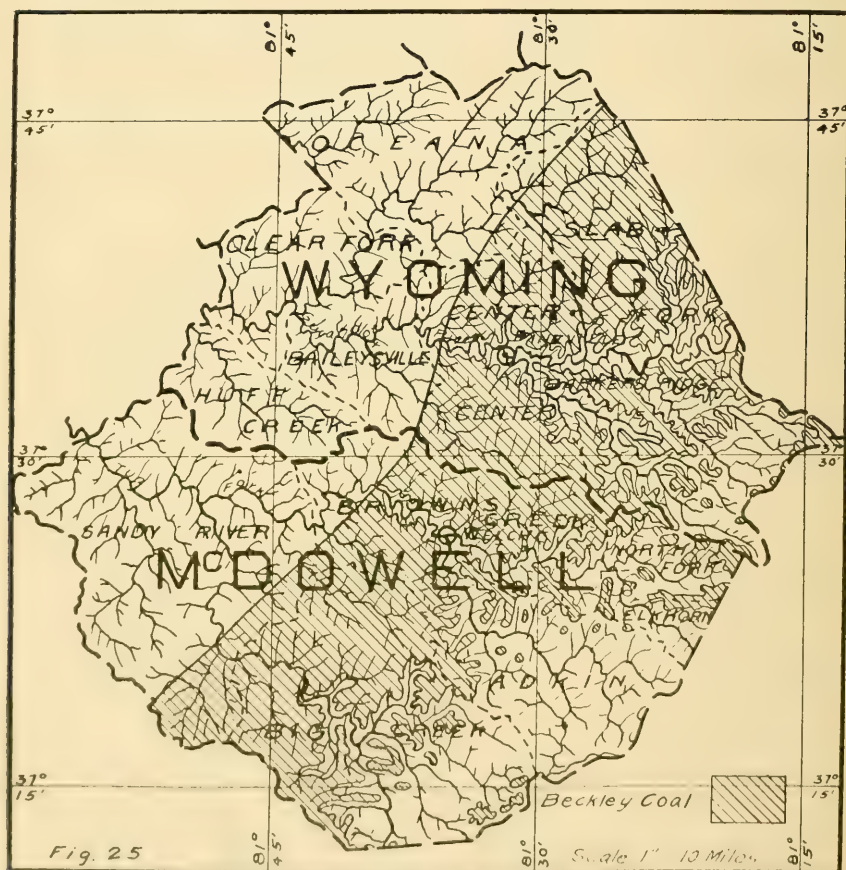 81° 45'
81° 30'
81° 15'
37° 45'
37° 45'
OCEANA
SLAB
CLEAR FORK
WYOMING
CENTER
FORK
BAILEYSVILLE
BARKERS RIDGE
HUFF
CREEK
CENTER
37° 30'
37° 30'
BROWNS
CREEK
SANDY RIVER
WELCH
NORTH
FORK
McDOWELL
ELKHORN
ADKIN
BIG CREEK
37° 15'
37° 15'
Beckley Coal
Fig. 25
81° 45'
81° 30'
Scale 1" 10 Miles
81° 15'